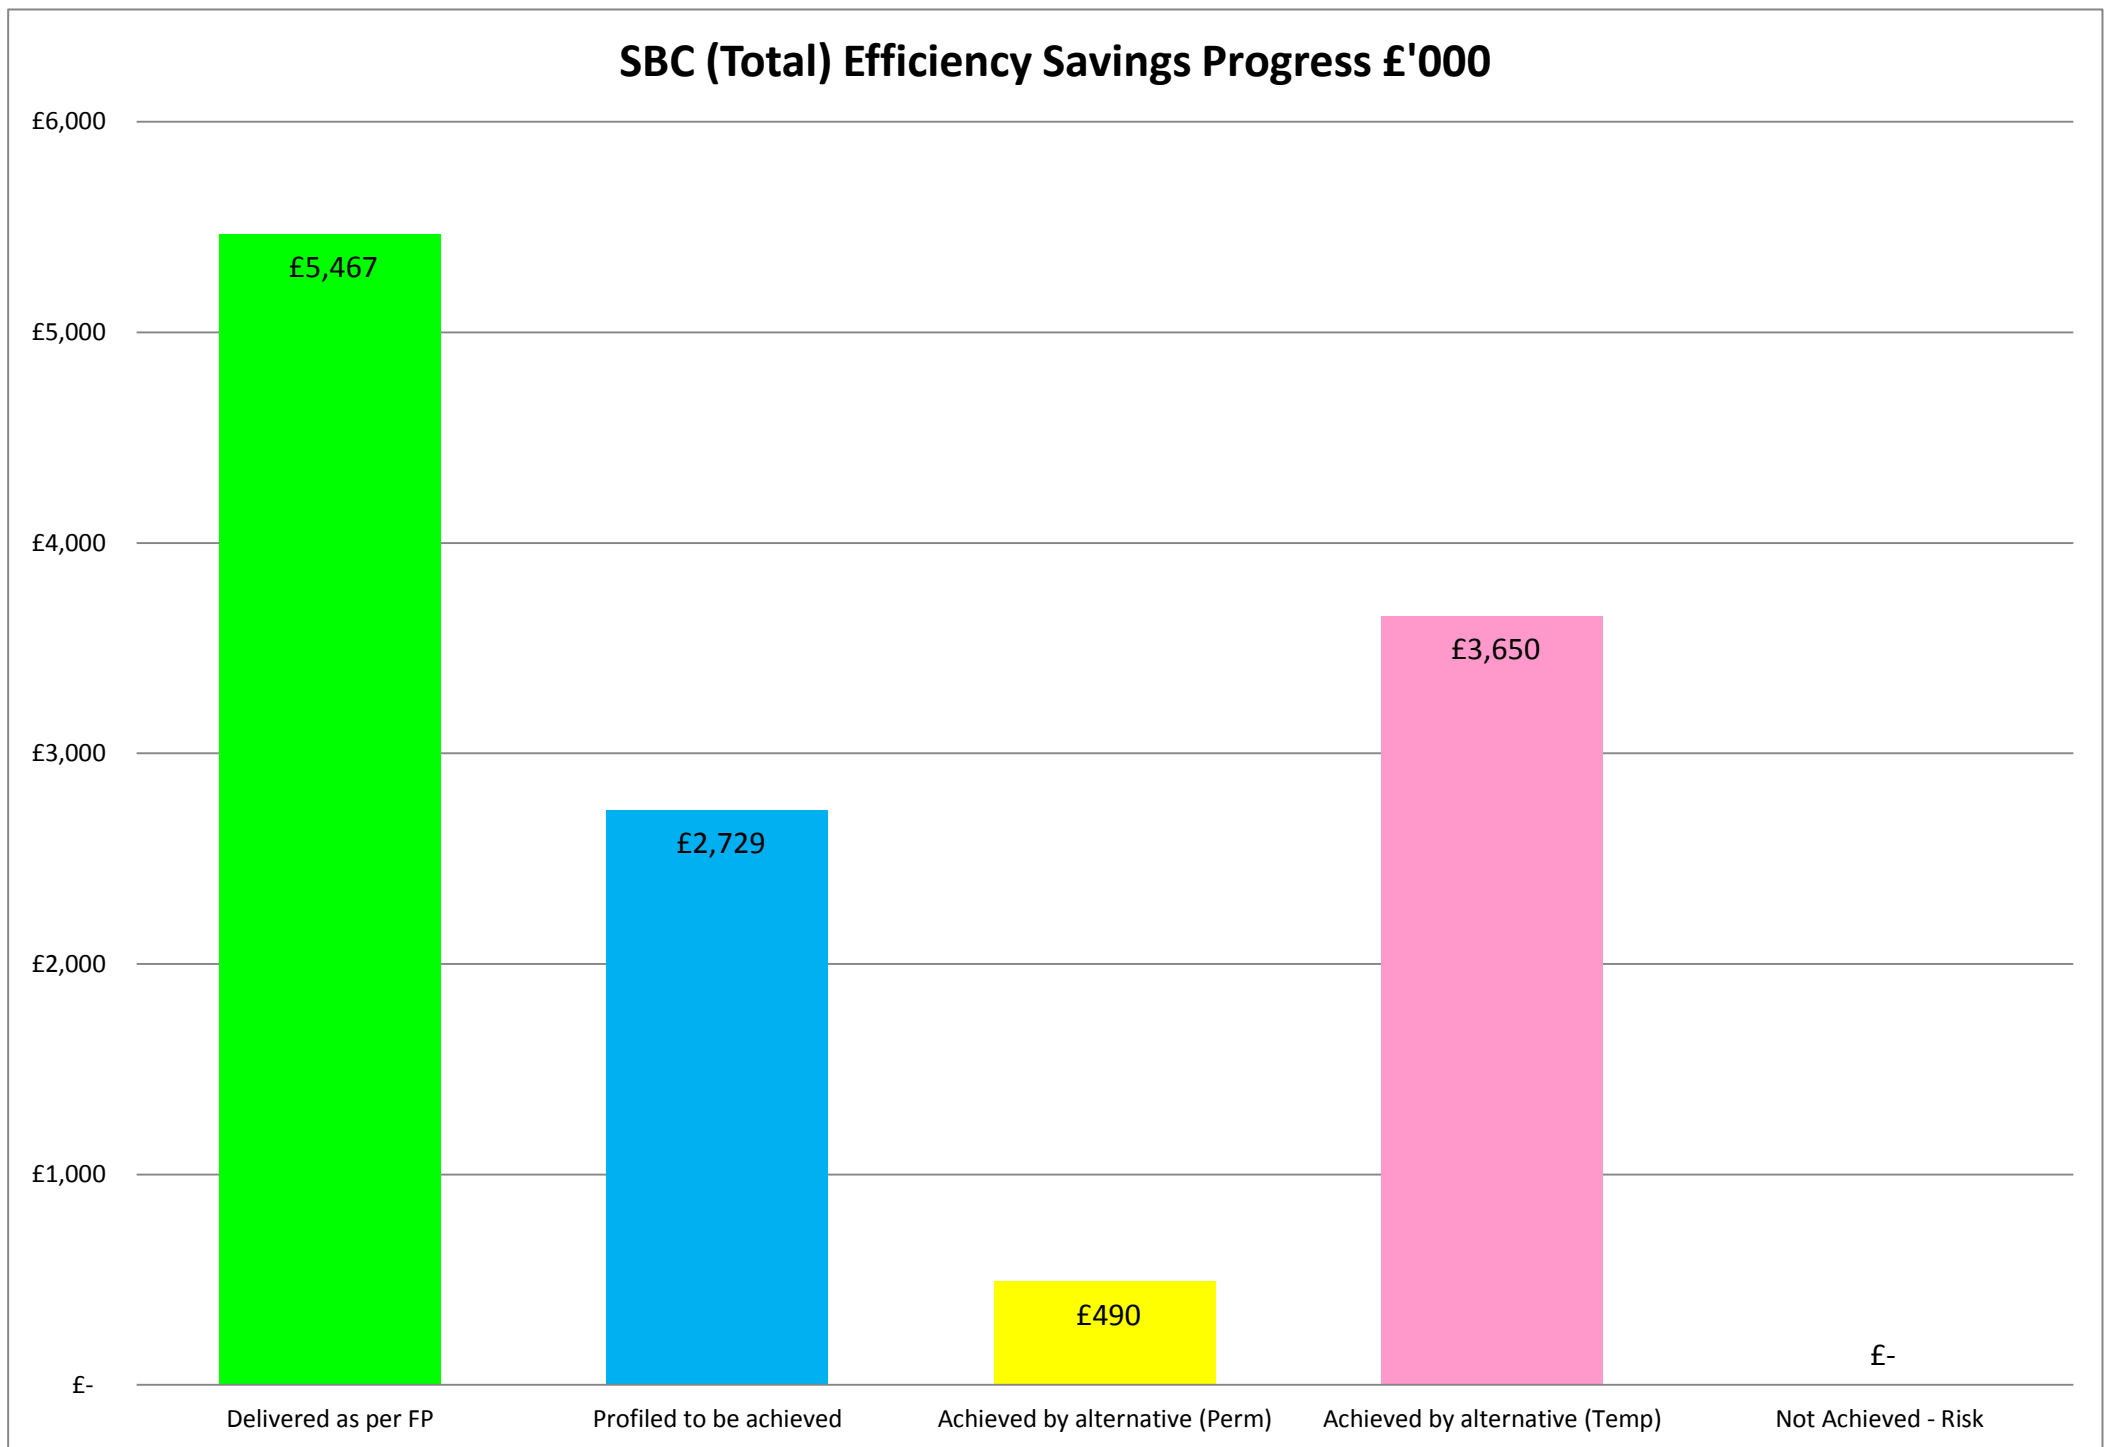 SBC (Total) Efficiency Savings Progress £'000
£6,000
£5,000
£4,000
£3,000
£2,000
£1,000
£-
£5,467
£2,729
£490
£3,650
£-
Delivered as per FP
Profiled to be achieved
Achieved by alternative (Perm)
Achieved by alternative (Temp)
Not Achieved - Risk